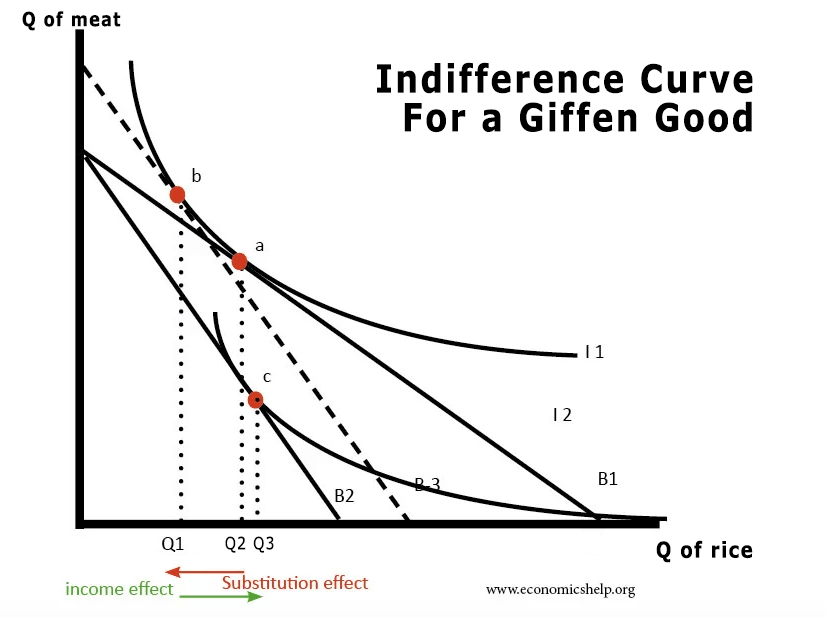 Q of meat
Indifference Curve
For a Giffen Good
b
a
I 1
c
I 2
B1
B-3
B2
Q1
Q2
Q3
Q of rice
Substitution effect
income effect
www.economicshelp.org